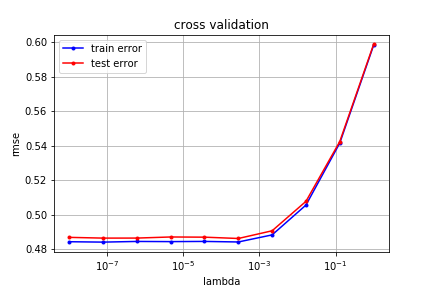 cross validation
train error
test error
0.60
0.58
0.56
0.54
0.52
0.50
0.48
rmse
10⁻⁷
10⁻⁵
10⁻³
10⁻¹
lambda